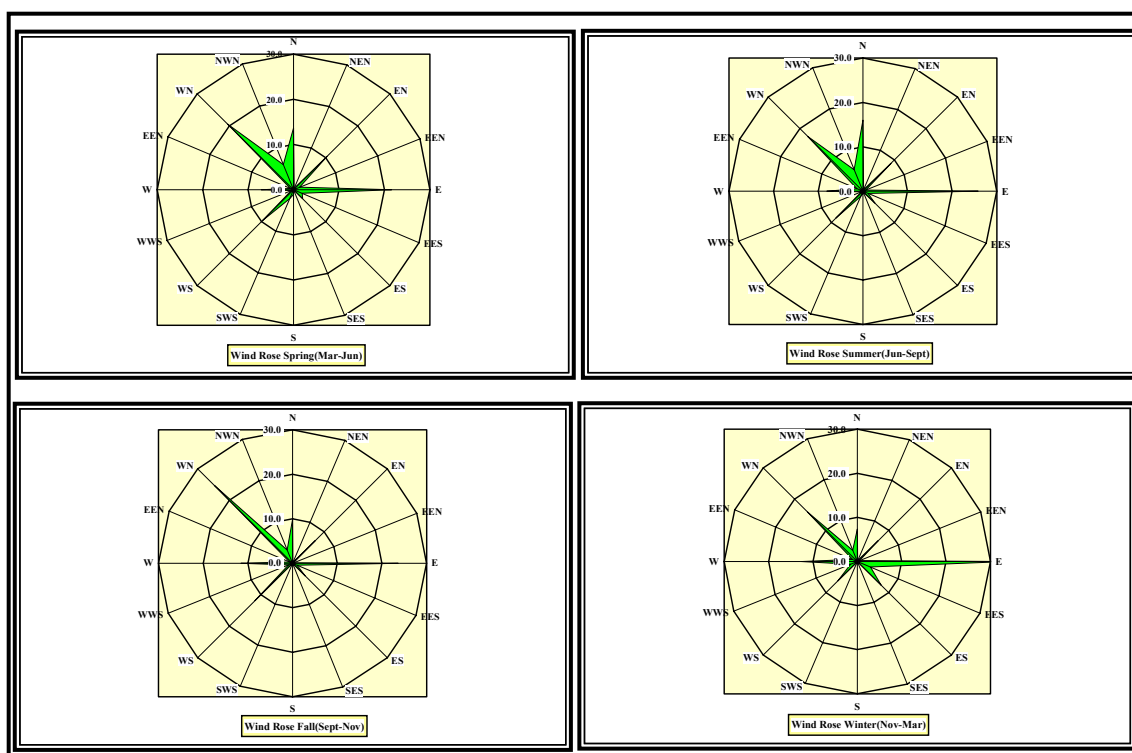 N
NWN
30.0
NEN
WN
EN
20.0
EEN
EEN
10.0
W
0.0
E
WWS
EES
WS
ES
SWS
SES
S
Wind Rose Spring(Mar-Jun)
N
NWN
30.0
NEN
WN
EN
20.0
EEN
EEN
10.0
W
0.0
E
WWS
EES
WS
ES
SWS
SES
S
Wind Rose Summer(Jun-Sept)
N
NWN
30.0
NEN
WN
EN
20.0
EEN
EEN
10.0
W
0.0
E
WWS
EES
WS
ES
SWS
SES
S
Wind Rose Fall(Sept-Nov)
N
NWN
30.0
NEN
WN
EN
20.0
EEN
EEN
10.0
W
0.0
E
WWS
EES
WS
ES
SWS
SES
S
Wind Rose Winter(Nov-Mar)